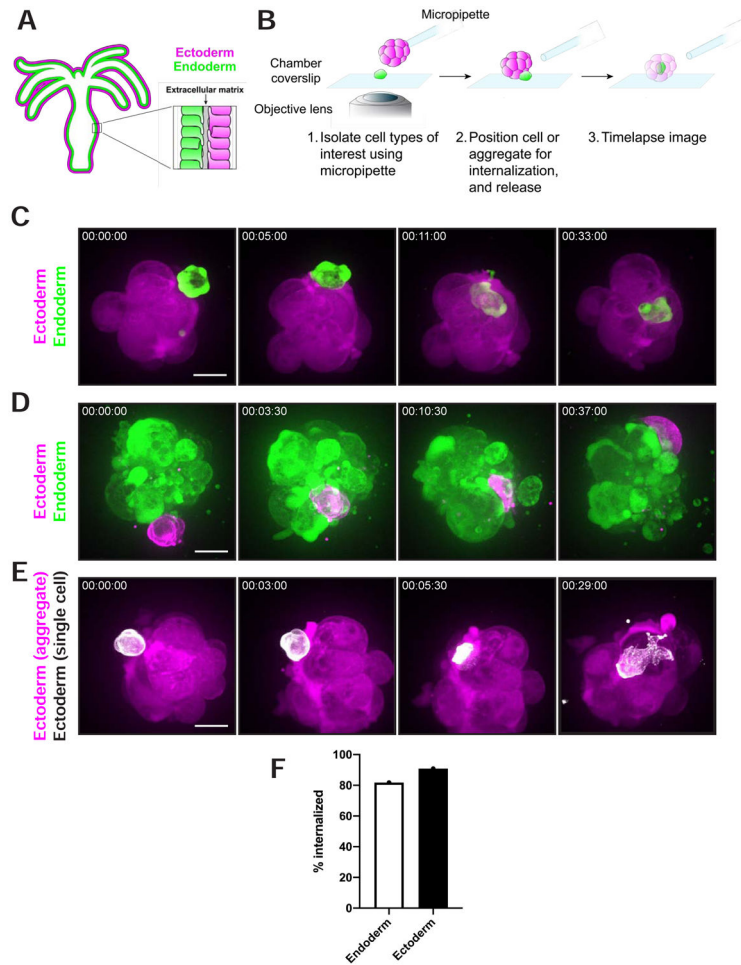 A
Ectoderm
Endoderm
Extracellular matrix
B
Micropipette
Chamber
coverslip
Objective lens
1. Isolate cell types of
interest using
micropipette
2. Position cell or
aggregate for
internalization,
and release
3. Timelapse image
C
Ectoderm
Endoderm
00:00:00
00:05:00
00:11:00
00:33:00
D
Ectoderm
Endoderm
00:00:00
00:03:30
00:10:30
00:37:00
E
Ectoderm (aggregate)
Ectoderm (single cell)
00:00:00
00:03:00
00:05:30
00:29:00
F
% internalized
100
80
60
40
20
0
Endoderm
Ectoderm